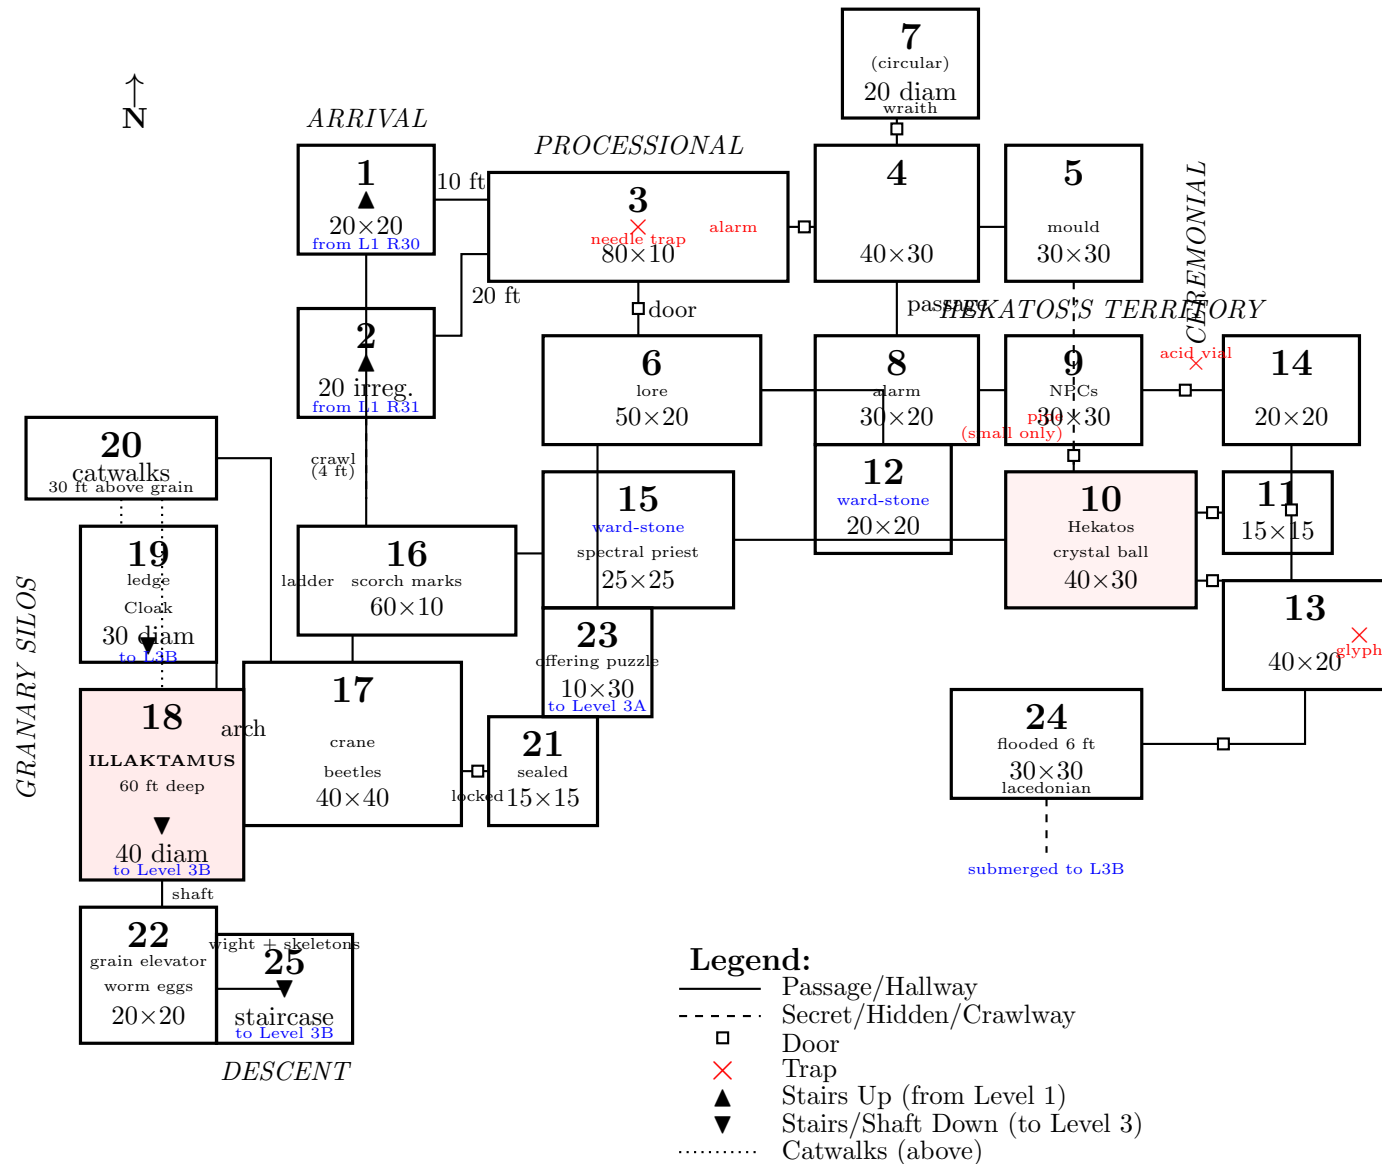 7
(circular)
20 diam
wraith
↑
N
ARRIVAL
PROCESSIONAL
1
20×20
from L1 R30
10 ft
3
needle trap
alarm
80×10
4
40×30
5
mould
30×30
CEREMONIAL
20 ft
door
passage
HEKATOS'S TERRITORY
2
20 irreg.
from L1 R31
6
lore
50×20
8
alarm
30×20
9
NPCs
30×30
pipe
(small only)
acid vial
14
20×20
20
catwalks
30 ft above grain
crawl
(4 ft)
GRANARY SILOS
19
ledge
Cloak
30 diam
to L3B
ladder
16
scorch marks
60×10
15
ward-stone
spectral priest
25×25
12
ward-stone
20×20
10
Hekatos
crystal ball
40×30
11
15×15
13
40×20
glyph
23
offering puzzle
10×30
to Level 3A
18
ILLAKTAMUS
60 ft deep
40 diam
to Level 3B
arch
17
crane
beetles
40×40
locked
21
sealed
15×15
24
flooded 6 ft
30×30
lacedonian
submerged to L3B
shaft
22
grain elevator
worm eggs
20×20
wight + skeletons
25
staircase
to Level 3B
DESCENT
Legend:
Passage/Hallway
Secret/Hidden/Crawlway
Door
Trap
Stairs Up (from Level 1)
Stairs/Shaft Down (to Level 3)
Catwalks (above)